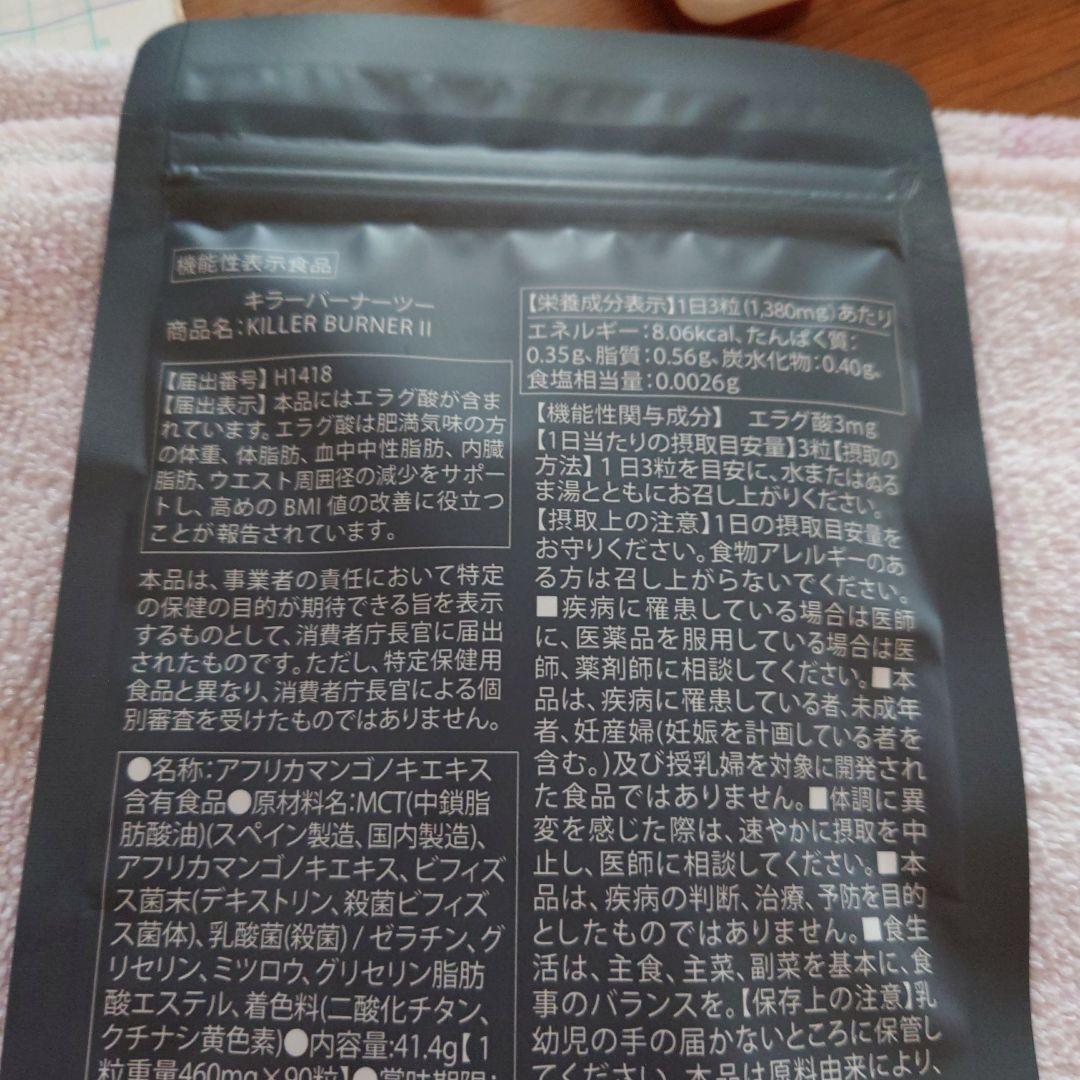 機能性表示食品
キラーバーナーツー
商品名:KILLER BURNER II
【届出番号】H1418
【届出表示】本品にはエラグ酸が含ま
れています。エラグ酸は肥満気味の方
の体重、体脂肪、血中中性脂肪、内臓
脂肪、ウエスト周囲径の減少をサポー
トし、高めのBMI値の改善に役立つ
ことが報告されています。
本品は、事業者の責任において特定
の保健の目的が期待できる旨を表示
するものとして、消費者庁長官に届出
されたものです。ただし、特定保健用
食品と異なり、消費者庁長官による個
別審査を受けたものではありません。
●名称:アフリカマンゴノキエキス
含有食品●原材料名:MCT(中鎖脂
肪酸油)(スペイン製造、国内製造)、
アフリカマンゴノキエキス、ビフィズ
ス菌末(デキストリン、殺菌ビフィズ
ス菌体)、乳酸菌(殺菌) / ゼラチン、グ
リセリン、ミツロウ、グリセリン脂肪
酸エステル、着色料(二酸化チタン、
クチナシ黄色素)●内容量:41.4g【1
粒重量460mg×90粒】●賞味期限:
【栄養成分表示】1日3粒(1,380mg)あたり
エネルギー:8.06kcal、たんぱく質:
0.35g、脂質:0.56g、炭水化物:0.40g、
食塩相当量:0.0026g
【機能性関与成分】 エラグ酸3mg
【1日当たりの摂取目安量】3粒【摂取の
方法】1日3粒を目安に、水またはぬる
ま湯とともにお召し上がりください。
【摂取上の注意】1日の摂取目安量を
お守りください。食物アレルギーのあ
る方は召し上がらないでください。
■疾病に罹患している場合は医師
に、医薬品を服用している場合は医
師、薬剤師に相談してください。■本
品は、疾病に罹患している者、未成年
者、妊産婦(妊娠を計画している者を
含む。)及び授乳婦を対象に開発され
た食品ではありません。■体調に異
変を感じた際は、速やかに摂取を中
止し、医師に相談してください。■本
品は、疾病の判断、治療、予防を目的
としたものではありません。■食生
活は、主食、主菜、副菜を基本に、食
事のバランスを。【保存上の注意】乳
幼児の手の届かないところに保管し
てください。本品は原料由来により、